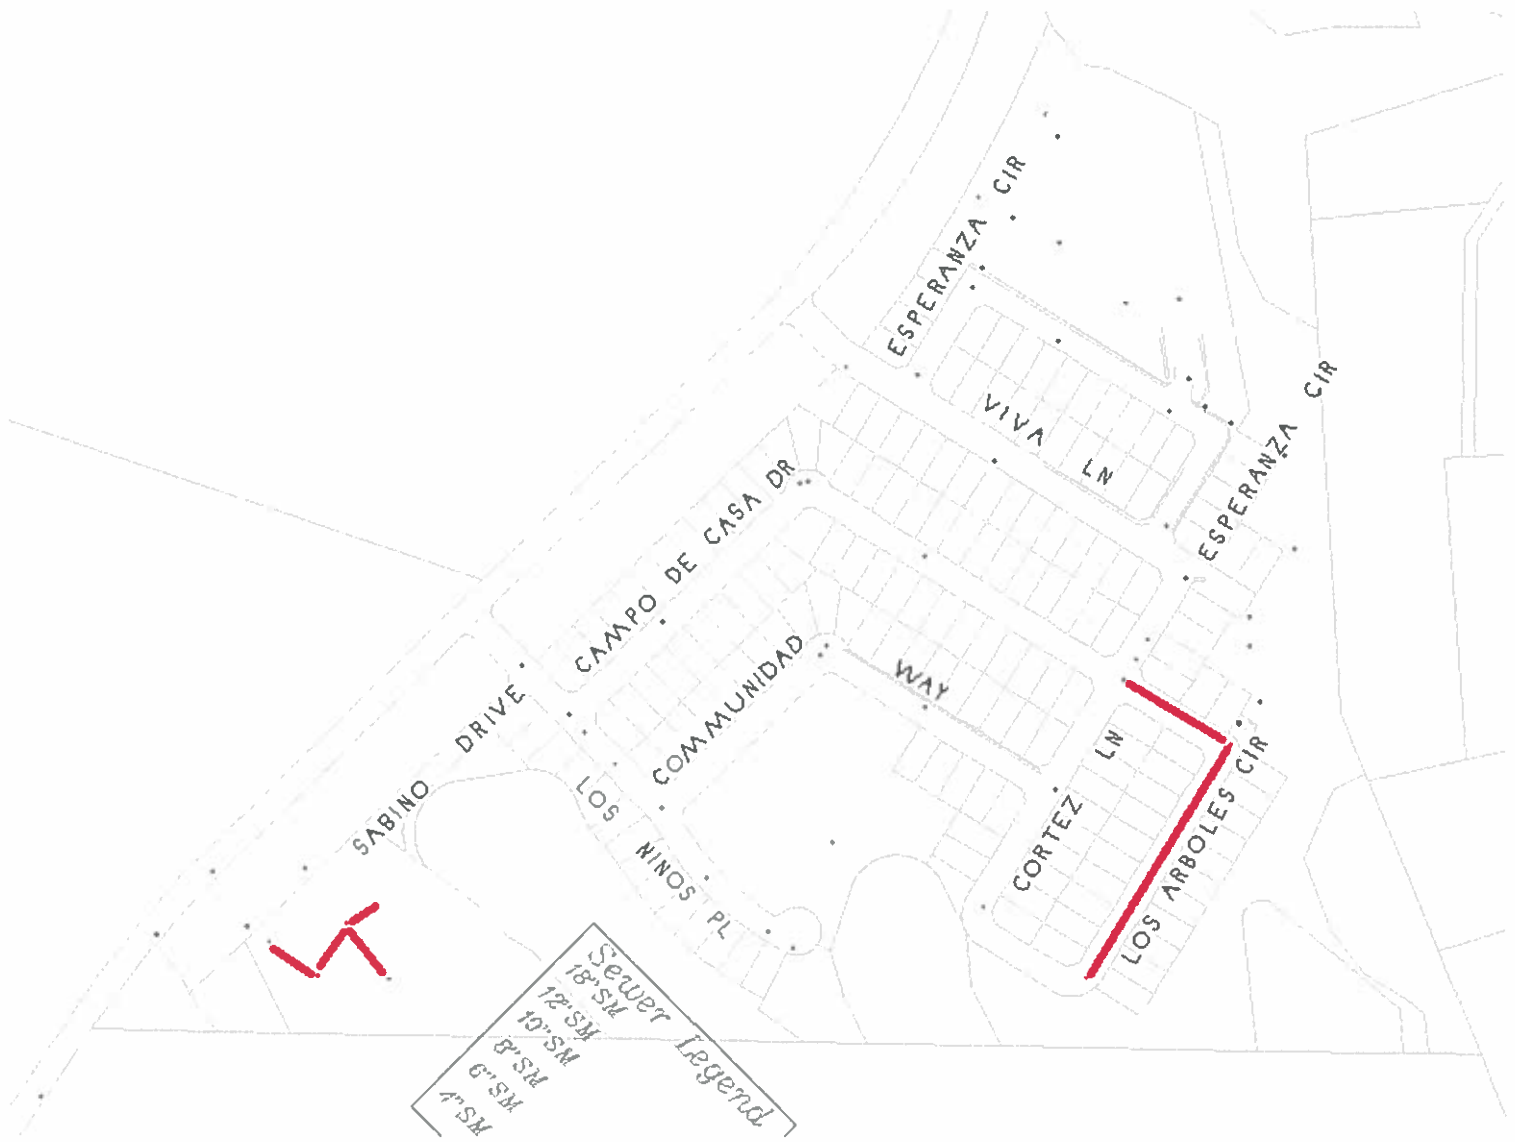 ESPERANZA CIR
ESPERANZA CIR
VIVA LN
CAMPO DE CASA DR
COMMUNIDAD WAY
SABINO DRIVE
LOS NINOS PL
CORTEZ LN
LOS ARBOLES CIR
Sewer Legend
18"SM
12"SM
10"SM
8"SM
6"SM
4"SM